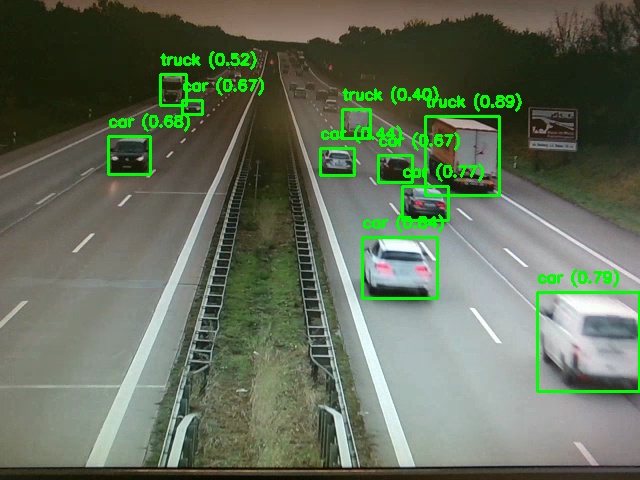 truck (0.52)
car (0.67)
car (0.68)
truck (0.40)
truck (0.89)
car (0.44)
car (0.67)
car (0.77)
car (0.84)
car (0.79)